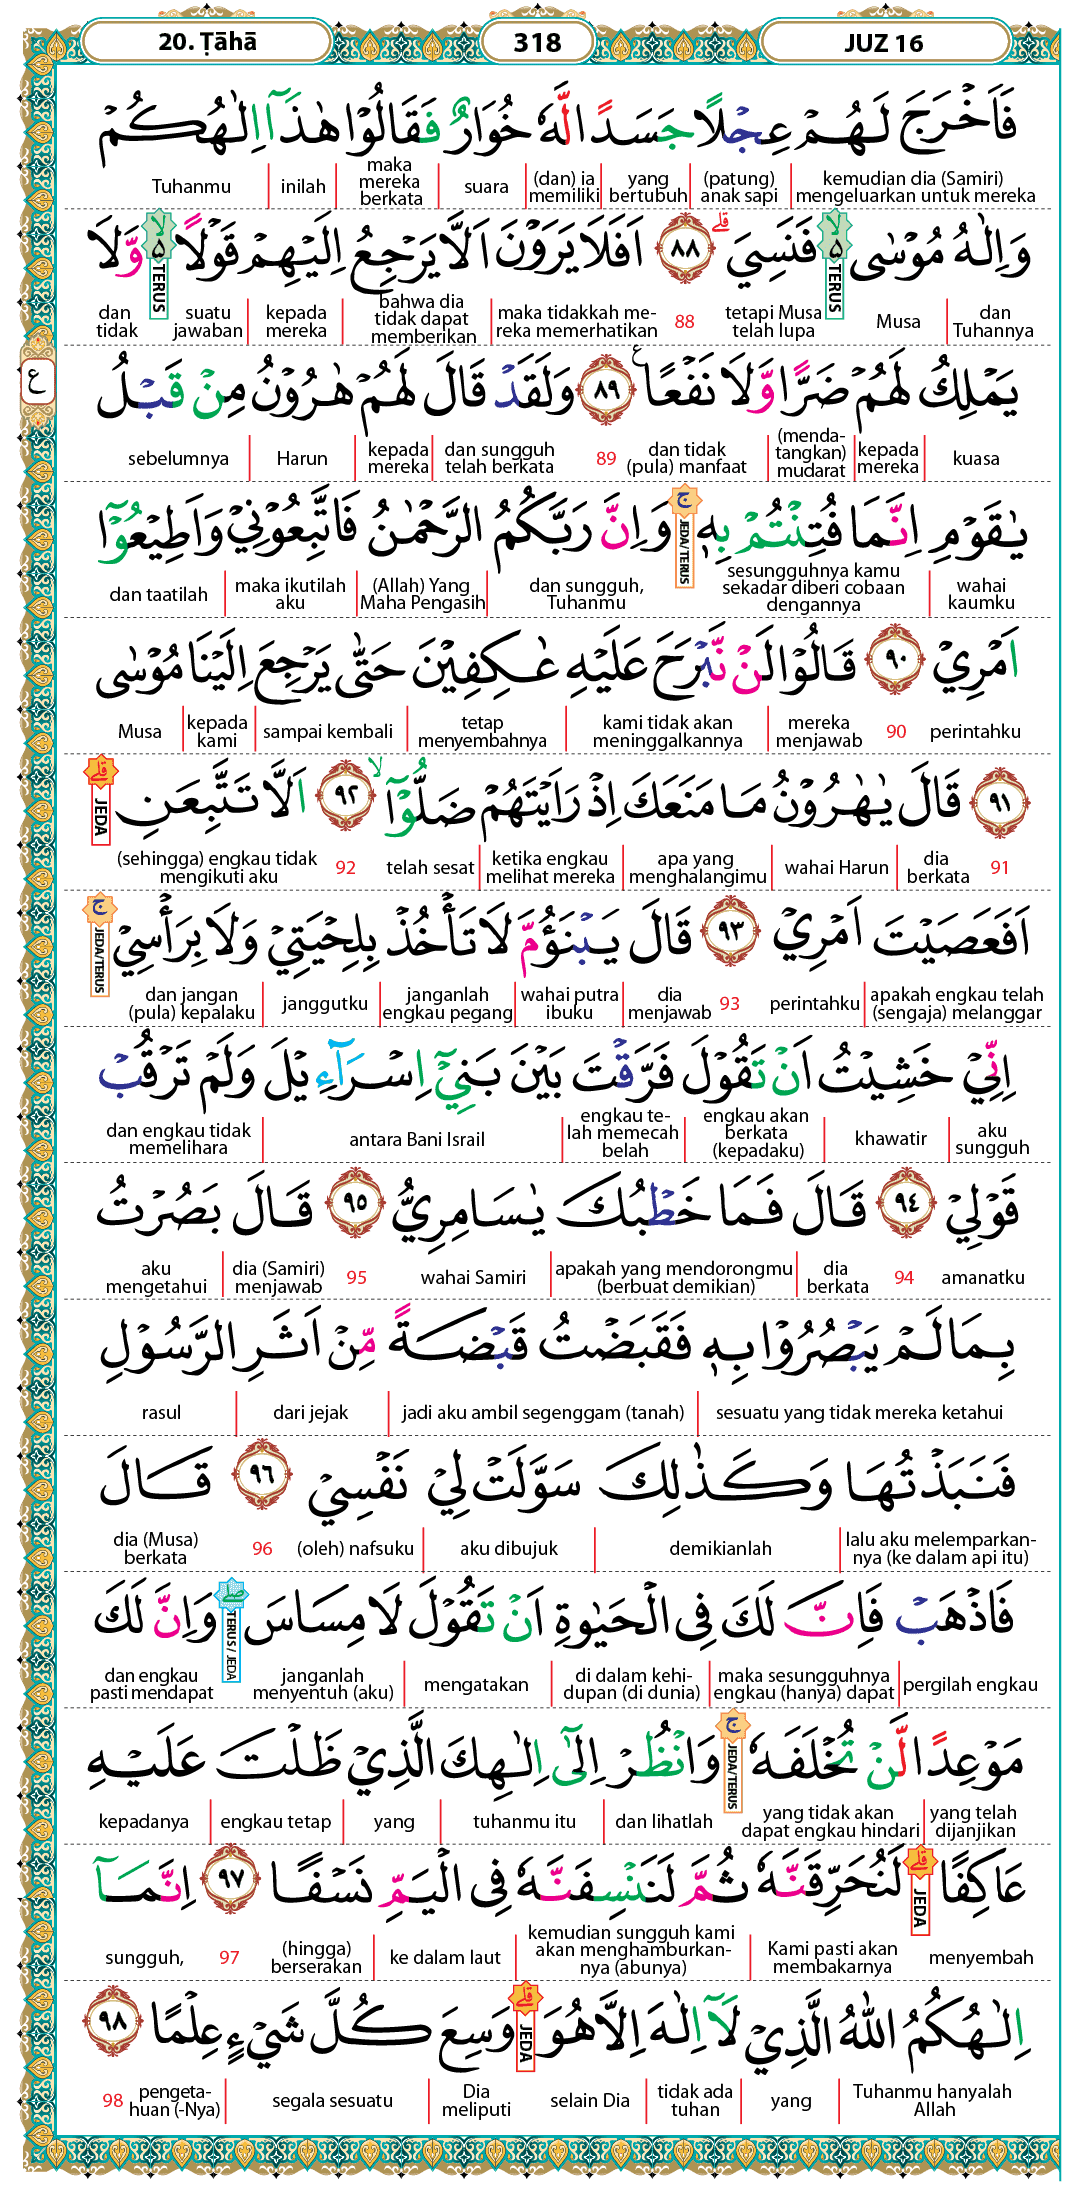 20. Ṭāhā 318 JUZ 16
فَاَخْرَجَ لَهُمْ عِجْلًا جَسَدًا لَّهٗ خُوَارٌ فَقَالُوْا هٰذَآ اِلٰهُكُمْ
kemudian dia (Samiri) mengeluarkan untuk mereka | (patung) anak sapi | yang bertubuh | (dan) ia memiliki | suara | maka mereka berkata | inilah | Tuhanmu
وَاِلٰهُ مُوْسٰى ۙ۵ فَنَسِيَ ۗ ٨٨ اَفَلَا يَرَوْنَ اَلَّا يَرْجِعُ اِلَيْهِمْ قَوْلًا ۙ۵ وَّلَا
TERUS TERUS
dan Tuhannya | Musa | tetapi Musa telah lupa 88 maka tidakkah mereka memerhatikan | bahwa dia tidak dapat memberikan | kepada mereka | suatu jawaban | dan tidak
ع
يَمْلِكُ لَهُمْ ضَرًّا وَّلَا نَفْعًا ࣖ ٨٩ وَلَقَدْ قَالَ لَهُمْ هٰرُوْنُ مِنْ قَبْلُ
kuasa | kepada mereka | (mendatangkan) mudarat | dan tidak (pula) manfaat 89 dan sungguh telah berkata | kepada mereka | Harun | sebelumnya
يٰقَوْمِ اِنَّمَا فُتِنْتُمْ بِهٖ ۚ وَاِنَّ رَبَّكُمُ الرَّحْمٰنُ فَاتَّبِعُوْنِيْ وَاَطِيْعُوْٓا
JEDA/TERUS
wahai kaumku | sesungguhnya kamu sekadar diberi cobaan dengannya dan sungguh, Tuhanmu | (Allah) Yang Maha Pengasih | maka ikutilah aku | dan taatilah
اَمْرِيْ ٩٠ قَالُوْا لَنْ نَّبْرَحَ عَلَيْهِ عٰكِفِيْنَ حَتّٰى يَرْجِعَ اِلَيْنَا مُوْسٰى
perintahku 90 mereka menjawab | kami tidak akan meninggalkannya | tetap menyembahnya | sampai kembali | kepada kami | Musa
٩١ قَالَ يٰهٰرُوْنُ مَا مَنَعَكَ اِذْ رَاَيْتَهُمْ ضَلُّوْٓا ۙ ٩٢ اَلَّا تَتَّبِعَنِ ۗ
JEDA
91 dia berkata | wahai Harun | apa yang menghalangimu | ketika engkau melihat mereka | telah sesat 92 (sehingga) engkau tidak mengikuti aku
اَفَعَصَيْتَ اَمْرِيْ ٩٣ قَالَ يَبْنَؤُمَّ لَا تَأْخُذْ بِلِحْيَتِيْ وَلَا بِرَأْسِيْ ۚ
JEDA/TERUS
apakah engkau telah (sengaja) melanggar | perintahku 93 dia menjawab | wahai putra ibuku | janganlah engkau pegang | janggutku | dan jangan (pula) kepalaku
اِنِّيْ خَشِيْتُ اَنْ تَقُوْلَ فَرَّقْتَ بَيْنَ بَنِيْٓ اِسْرَاۤءِيْلَ وَلَمْ تَرْقُبْ
aku sungguh | khawatir | engkau akan berkata (kepadaku) | engkau telah memecah belah | antara Bani Israil | dan engkau tidak memelihara
قَوْلِيْ ٩٤ قَالَ فَمَا خَطْبُكَ يٰسَامِرِيُّ ٩٥ قَالَ بَصُرْتُ
amanatku 94 dia berkata | apakah yang mendorongmu (berbuat demikian) | wahai Samiri 95 dia (Samiri) menjawab | aku mengetahui
بِمَا لَمْ يَبْصُرُوْا بِهٖ فَقَبَضْتُ قَبْضَةً مِّنْ اَثَرِ الرَّسُوْلِ
sesuatu yang tidak mereka ketahui | jadi aku ambil segenggam (tanah) | dari jejak | rasul
فَنَبَذْتُهَا وَكَذٰلِكَ سَوَّلَتْ لِيْ نَفْسِيْ ٩٦ قَالَ
lalu aku melemparkannya (ke dalam api itu) | demikianlah | aku dibujuk | (oleh) nafsuku 96 dia (Musa) berkata
فَاذْهَبْ فَاِنَّ لَكَ فِى الْحَيٰوةِ اَنْ تَقُوْلَ لَا مِسَاسَ ۖ وَاِنَّ لَكَ
TERUS / JEDA
pergilah engkau | maka sesungguhnya engkau (hanya) dapat | di dalam kehidupan (di dunia) | mengatakan | janganlah menyentuh (aku) dan engkau pasti mendapat
مَوْعِدًا لَّنْ تُخْلَفَهٗ ۚ وَانْظُرْ اِلٰٓى اِلٰهِكَ الَّذِيْ ظَلْتَ عَلَيْهِ
JEDA/TERUS
yang telah dijanjikan | yang tidak akan dapat engkau hindari dan lihatlah | tuhanmu itu | yang | engkau tetap | kepadanya
عَاكِفًا ۗ لَنُحَرِّقَنَّهٗ ثُمَّ لَنَنْسِفَنَّهٗ فِى الْيَمِّ نَسْفًا ٩٧ اِنَّمَآ
JEDA
menyembah Kami pasti akan membakarnya | kemudian sungguh kami akan menghamburkannya (abunya) | ke dalam laut | (hingga) berserakan 97 sungguh,
اِلٰهُكُمُ اللّٰهُ الَّذِيْ لَآ اِلٰهَ اِلَّا هُوَ ۗ وَسِعَ كُلَّ شَيْءٍ عِلْمًا ٩٨
JEDA
Tuhanmu hanyalah Allah | yang | tidak ada tuhan | selain Dia Dia meliputi | segala sesuatu | pengetahuan (-Nya) 98